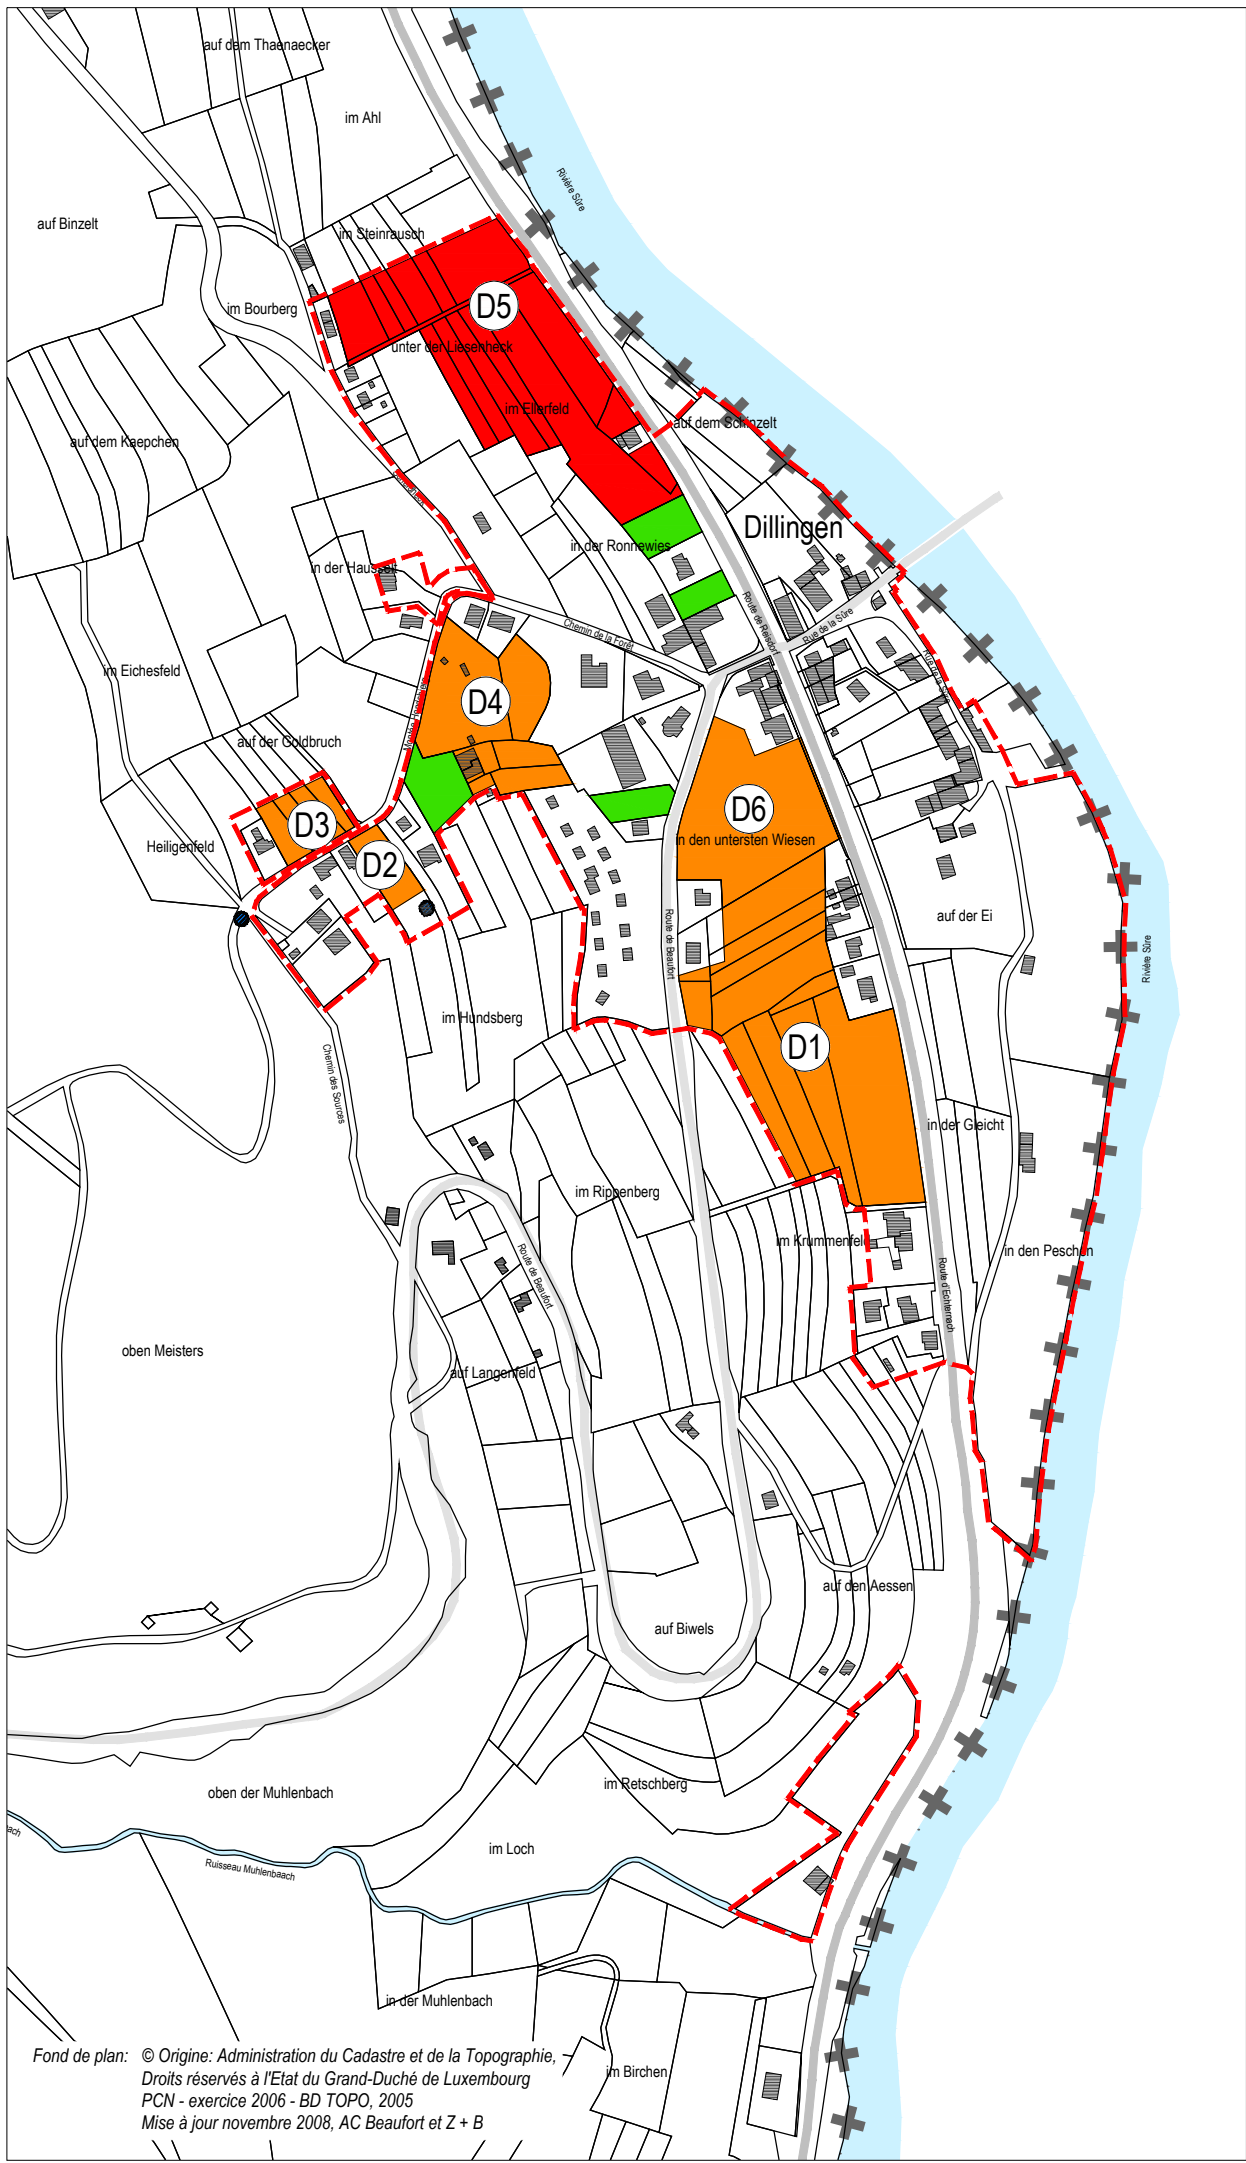 auf dem Thaenaecker
im Ahl
Rivière Sûre
auf Binzelt
im Steinrausch
im Bourberg
D5
unter der Liesenheck
im Ellerfeld
auf dem Schinzelt
auf dem Kaepchen
Dillingen
in der Ronnewies
in der Hausselt
Route de Reisdorf
Rue de la Sûre
Chemin de la Forêt
im Eichesfeld
Rue de la Sûre
D4
auf der Goldbruch
D6
D3
in den untersten Wiesen
Heiligenfeld
D2
auf der Ei
Route de Beaufort
Rivière Sûre
im Hundsberg
D1
Chemin des Sources
in der Gleicht
im Rippenberg
im Krummenfeld
in den Peschen
Route de Beaufort
Route d'Echternach
oben Meisters
auf Langenfeld
auf den Aessen
auf Biwels
im Retschberg
oben der Muhlenbach
im Loch
Ruisseau Muhlenbaach
in der Muhlenbach
im Birchen
Fond de plan: © Origine: Administration du Cadastre et de la Topographie,
Droits réservés à l'Etat du Grand-Duché de Luxembourg
PCN - exercice 2006 - BD TOPO, 2005
Mise à jour novembre 2008, AC Beaufort et Z + B